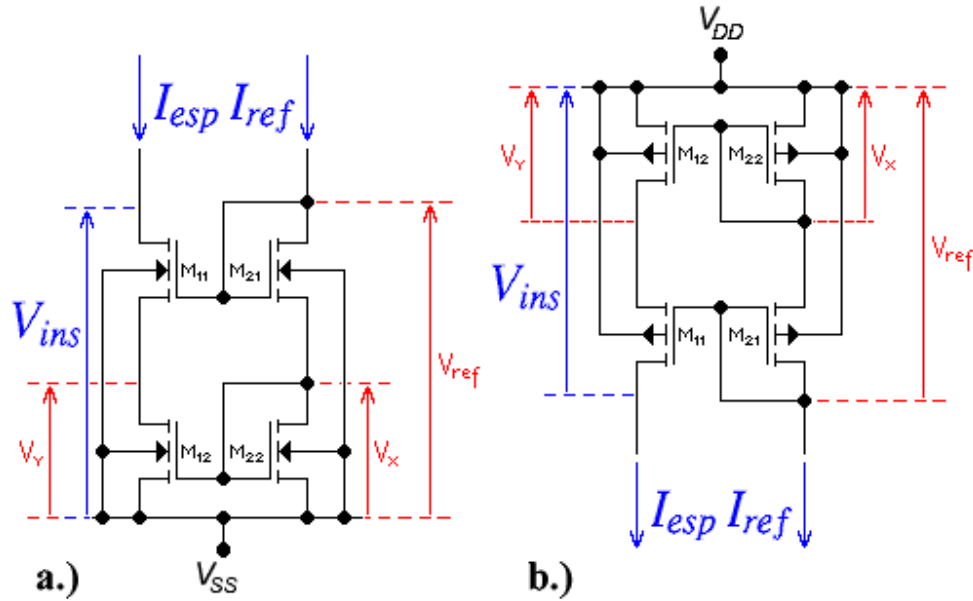 I_esp I_ref
M11
M21
V_ins
V_Y
M12
M22
V_X
V_ref
V_SS
a.)
V_DD
V_Y
M12
M22
V_X
V_ins
V_ref
M11
M21
I_esp I_ref
b.)